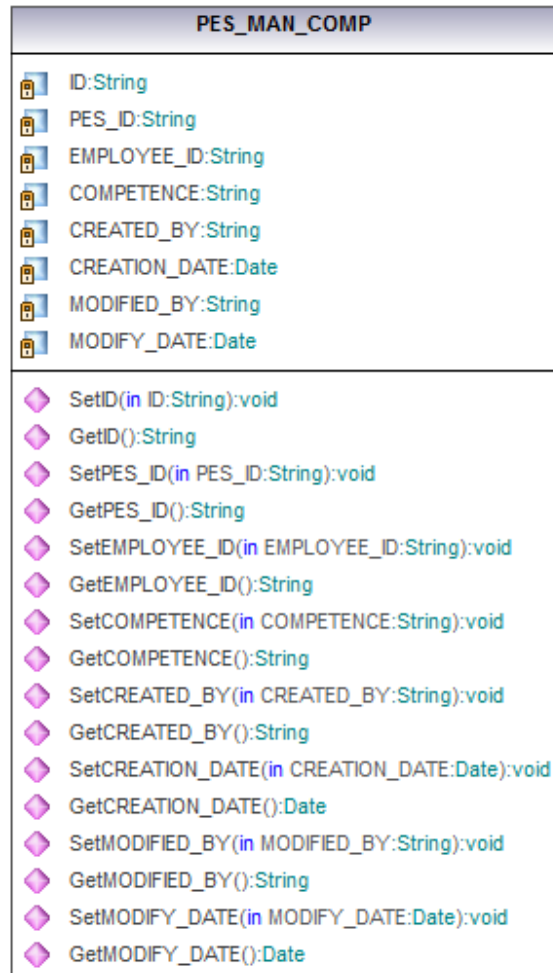 PES_MAN_COMP
ID:String
PES_ID:String
EMPLOYEE_ID:String
COMPETENCE:String
CREATED_BY:String
CREATION_DATE:Date
MODIFIED_BY:String
MODIFY_DATE:Date
SetID(in ID:String):void
GetID():String
SetPES_ID(in PES_ID:String):void
GetPES_ID():String
SetEMPLOYEE_ID(in EMPLOYEE_ID:String):void
GetEMPLOYEE_ID():String
SetCOMPETENCE(in COMPETENCE:String):void
GetCOMPETENCE():String
SetCREATED_BY(in CREATED_BY:String):void
GetCREATED_BY():String
SetCREATION_DATE(in CREATION_DATE:Date):void
GetCREATION_DATE():Date
SetMODIFIED_BY(in MODIFIED_BY:String):void
GetMODIFIED_BY():String
SetMODIFY_DATE(in MODIFY_DATE:Date):void
GetMODIFY_DATE():Date